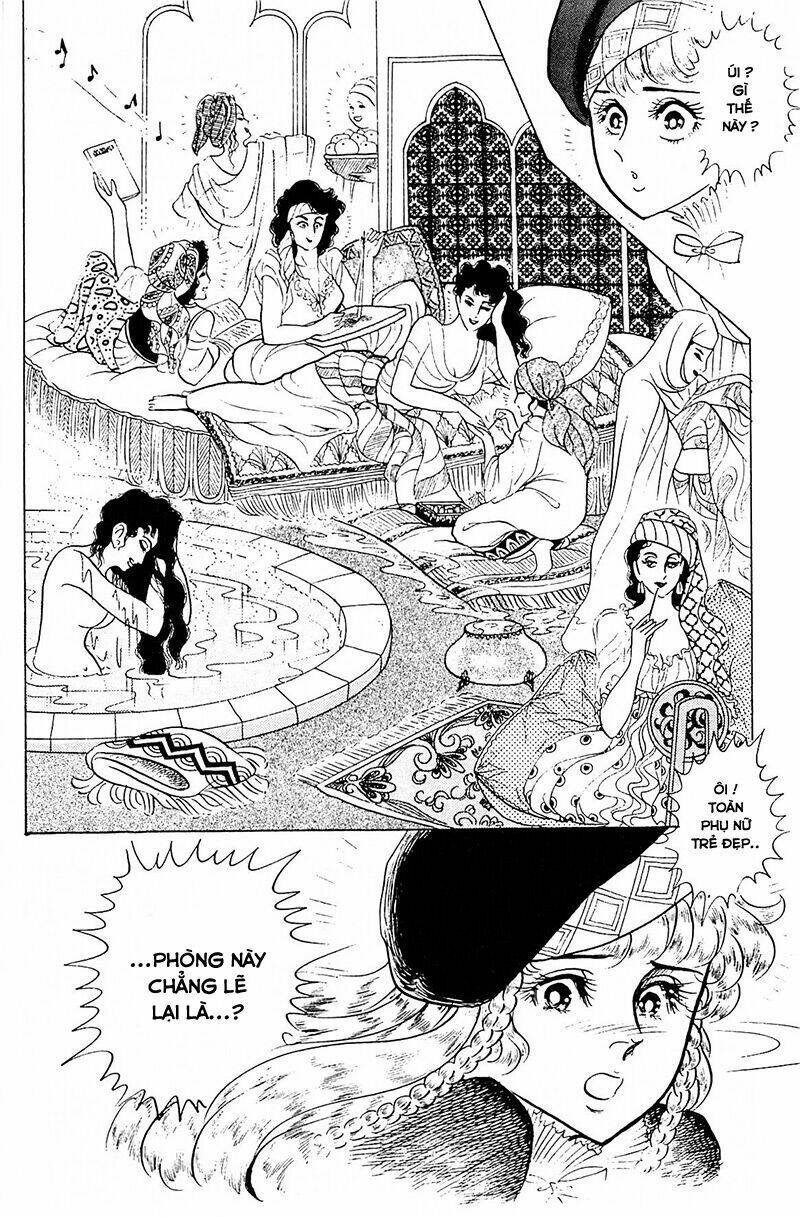 ÚI ?
GÌ
THẾ
NÀY ?
ÔI !
TOÀN
PHỤ NỮ
TRẺ ĐẸP..
...PHÒNG NÀY
CHẲNG LẼ
LẠI LÀ...?